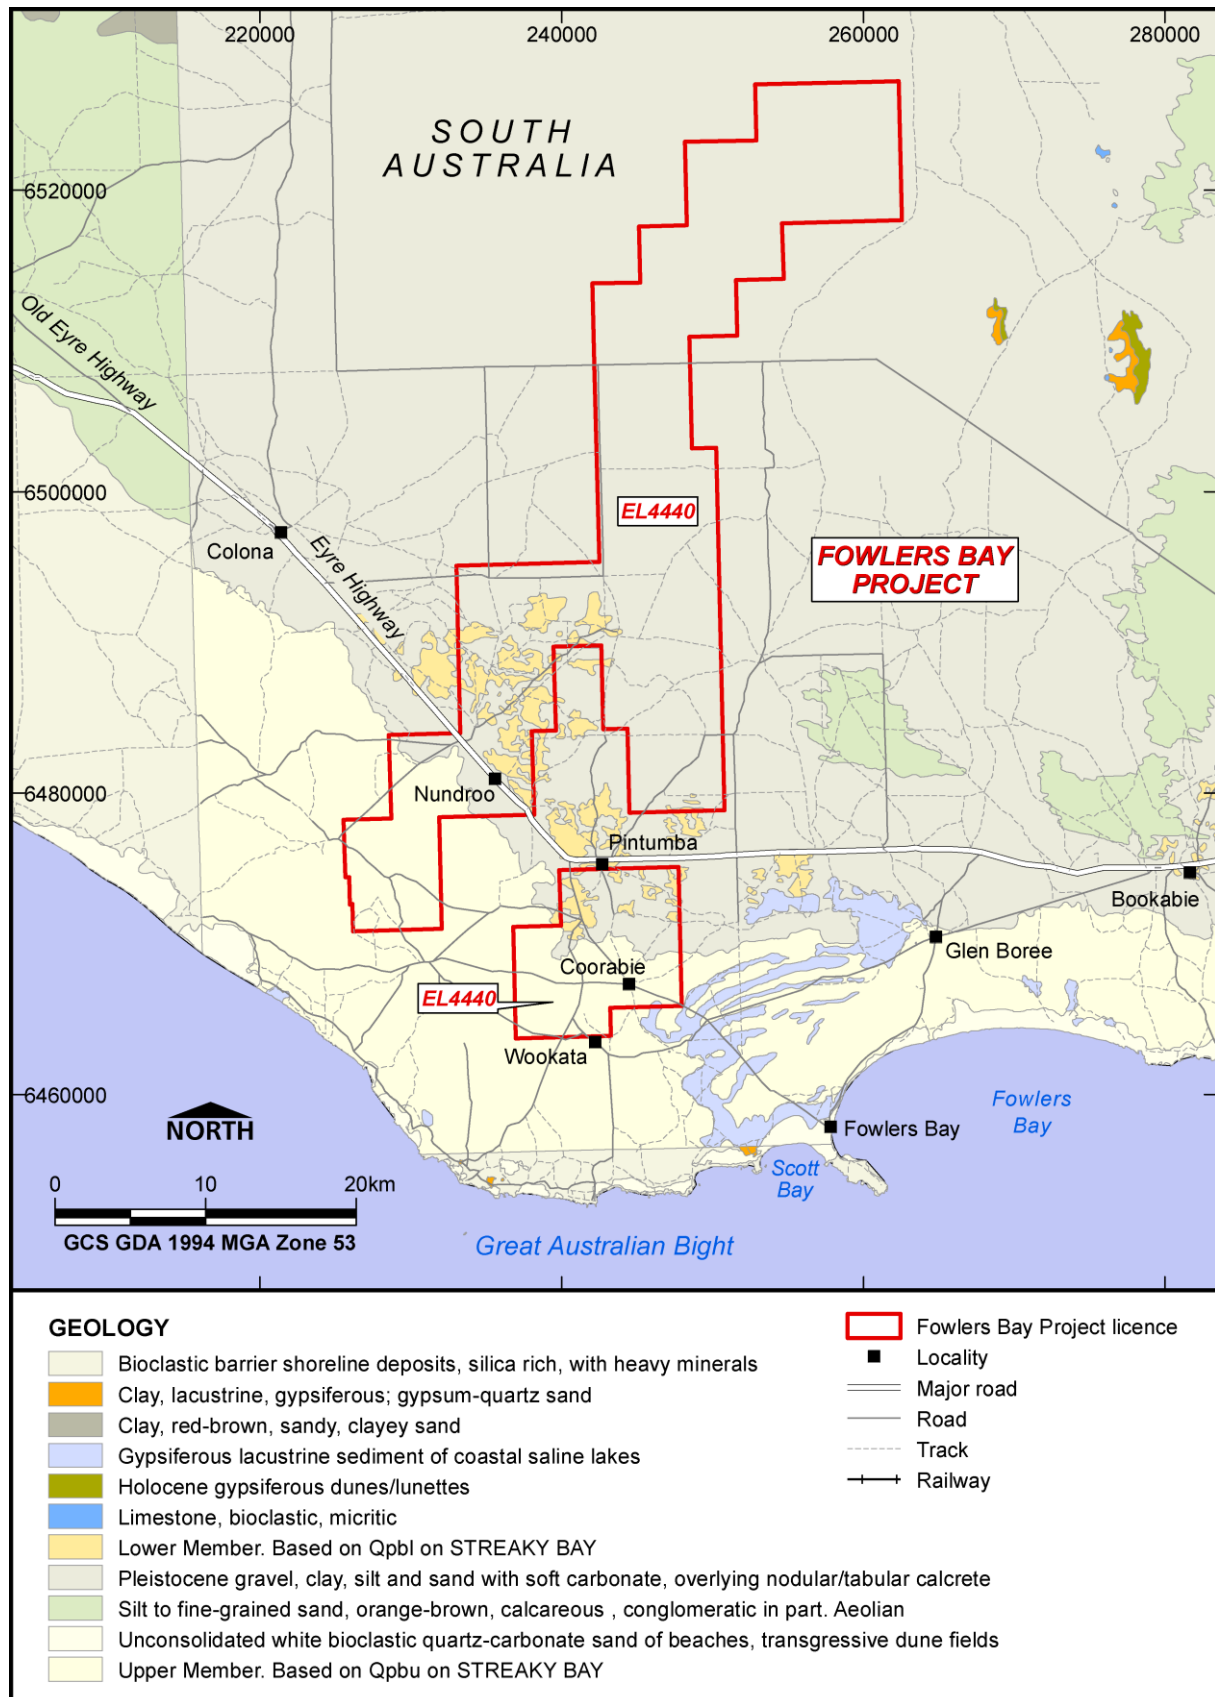 220000
240000
260000
280000
SOUTH
AUSTRALIA
6520000
Old Eyre Highway
6500000
EL4440
Colona
Eyre Highway
FOWLERS BAY
PROJECT
6480000
Nundroo
Pintumba
Bookabie
Glen Boree
Coorabie
EL4440
Wookata
6460000
Fowlers
Bay
NORTH
Fowlers Bay
Scott
Bay
0 10 20km
GCS GDA 1994 MGA Zone 53
Great Australian Bight
GEOLOGY
Bioclastic barrier shoreline deposits, silica rich, with heavy minerals
Clay, lacustrine, gypsiferous; gypsum-quartz sand
Clay, red-brown, sandy, clayey sand
Gypsiferous lacustrine sediment of coastal saline lakes
Holocene gypsiferous dunes/lunettes
Limestone, bioclastic, micritic
Lower Member. Based on Qpbl on STREAKY BAY
Pleistocene gravel, clay, silt and sand with soft carbonate, overlying nodular/tabular calcrete
Silt to fine-grained sand, orange-brown, calcareous , conglomeratic in part. Aeolian
Unconsolidated white bioclastic quartz-carbonate sand of beaches, transgressive dune fields
Upper Member. Based on Qpbu on STREAKY BAY
Fowlers Bay Project licence
Locality
Major road
Road
Track
Railway